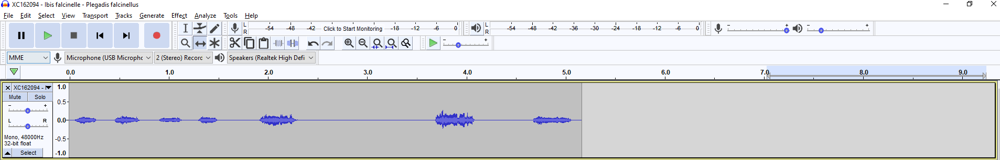 XC162094 - Ibis falcinelle - Plegadis falcinellus
File Edit Select View Transport Tracks Generate Effect Analyze Tools Help
L -54 -48 -42 Click to Start Monitoring -18 -12 -6 0
R
L -54 -48 -42 -36 -30 -24 -18 -12 -6 0
R
- +
- +
- +
MME Microphone (USB Microphc 2 (Stereo) Recorc Speakers (Realtek High Defi
0.0 1.0 2.0 3.0 4.0 5.0 6.0 7.0 8.0 9.0
XC162094 - I
Mute Solo
- +
L R
Mono, 48000Hz
32-bit float
Select
1.0
0.5
0.0
-0.5
-1.0